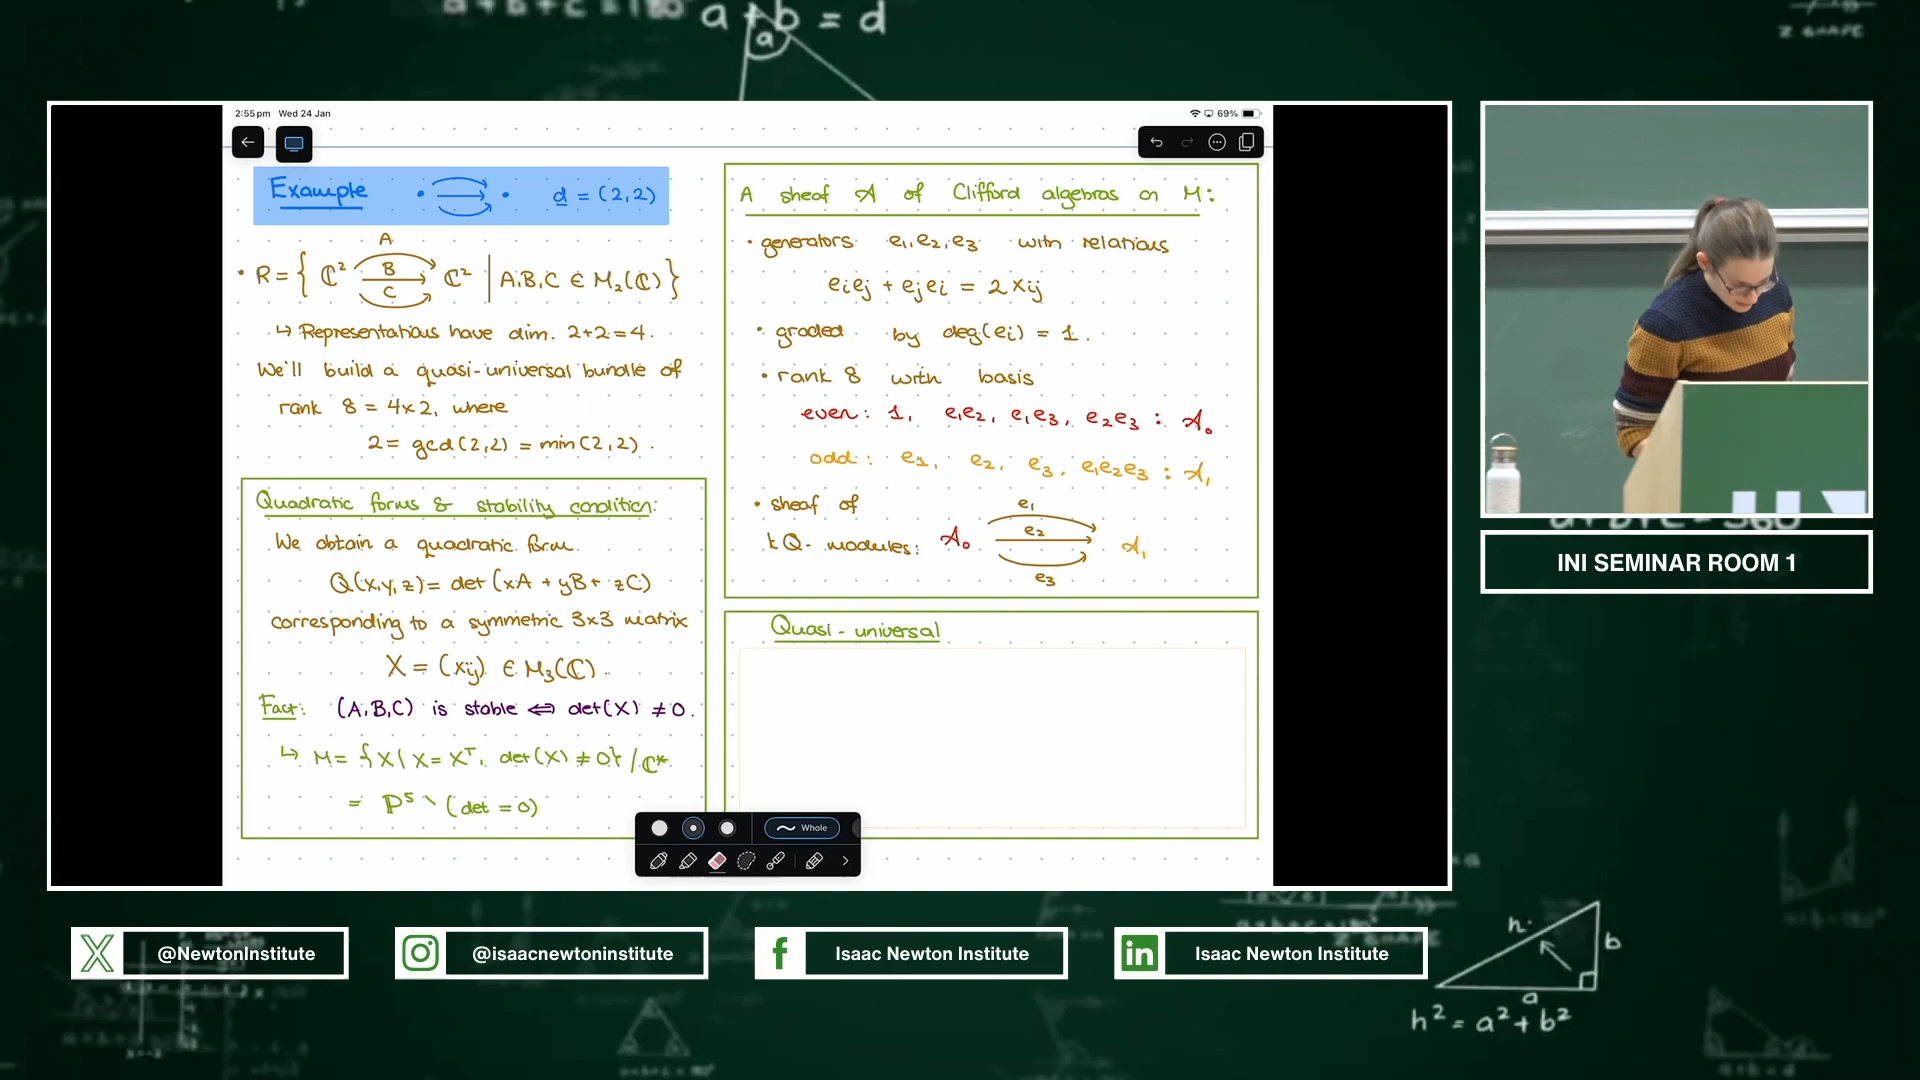 a+b+c=180°
a+b = d
a
Z SHAPE
2:55pm Wed 24 Jan
69%
Example d = (2,2)
A
• R = { ℂ² B ℂ² | A,B,C ∈ M₂(ℂ) }
C
↳ Representations have dim. 2+2=4.
We'll build a quasi-universal bundle of
rank 8 = 4×2, where
2 = gcd(2,2) = min(2,2).
Quadratic forms & stability condition:
We obtain a quadratic form
Q(x,y,z) = det(xA + yB + zC)
corresponding to a symmetric 3×3 matrix
X = (xij) ∈ M₃(ℂ).
Fact: (A,B,C) is stable ⟺ det(X) ≠ 0.
↳ M = {X | X = Xᵀ, det(X) ≠ 0} / ℂ*
= ℙ⁵ \ (det = 0)
A sheaf 𝒜 of Clifford algebras on M:
• generators e₁,e₂,e₃ with relations
eiej + ejei = 2xij
• graded by deg(ei) = 1.
• rank 8 with basis
even: 1, e₁e₂, e₁e₃, e₂e₃ : 𝒜₀
odd: e₁, e₂, e₃, e₁e₂e₃ : 𝒜₁
• sheaf of e₁
kQ-modules: 𝒜₀ e₂ 𝒜₁
e₃
Quasi-universal
Whole
INI SEMINAR ROOM 1
@NewtonInstitute
@isaacnewtoninstitute
Isaac Newton Institute
in
Isaac Newton Institute
h
b
a
h² = a² + b²